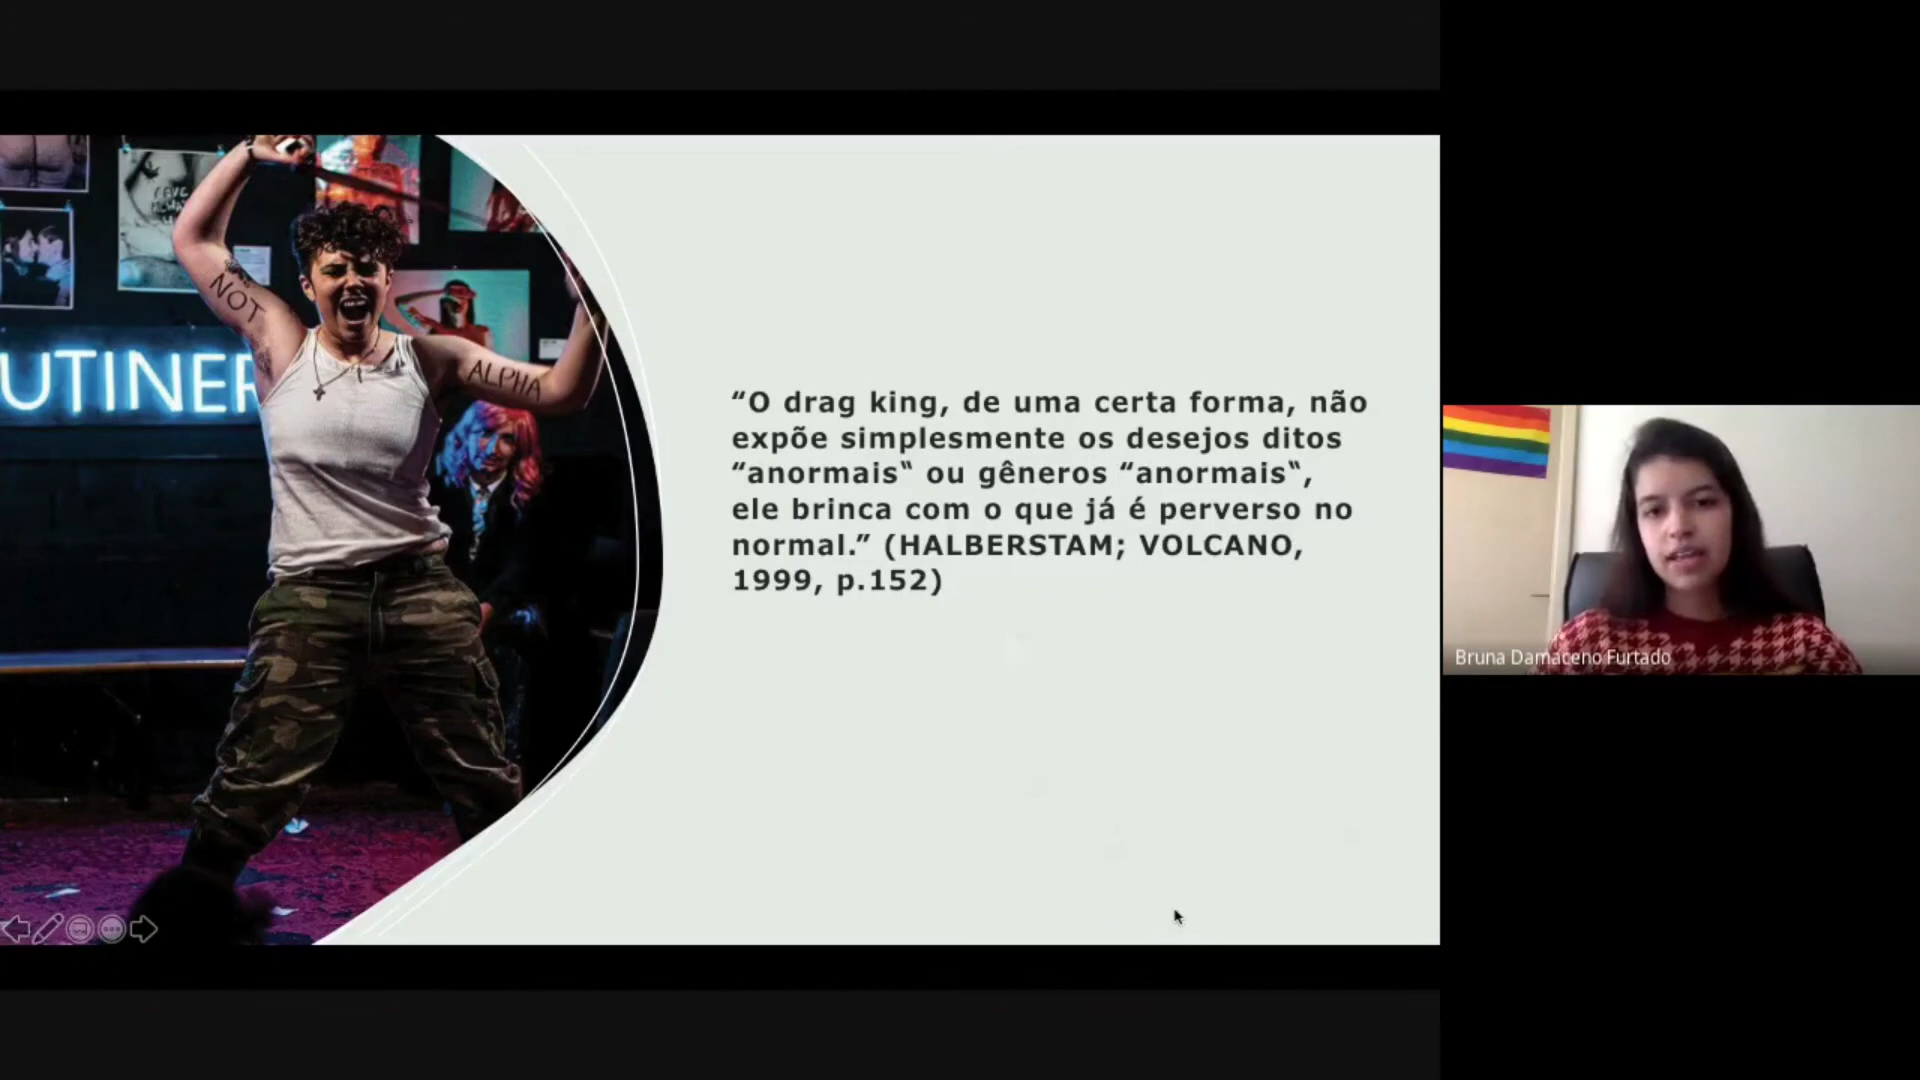 NOT
ALPHA
UTINER
“O drag king, de uma certa forma, não
expõe simplesmente os desejos ditos
“anormais‟ ou gêneros “anormais‟,
ele brinca com o que já é perverso no
normal.” (HALBERSTAM; VOLCANO,
1999, p.152)
Bruna Damaceno Furtado